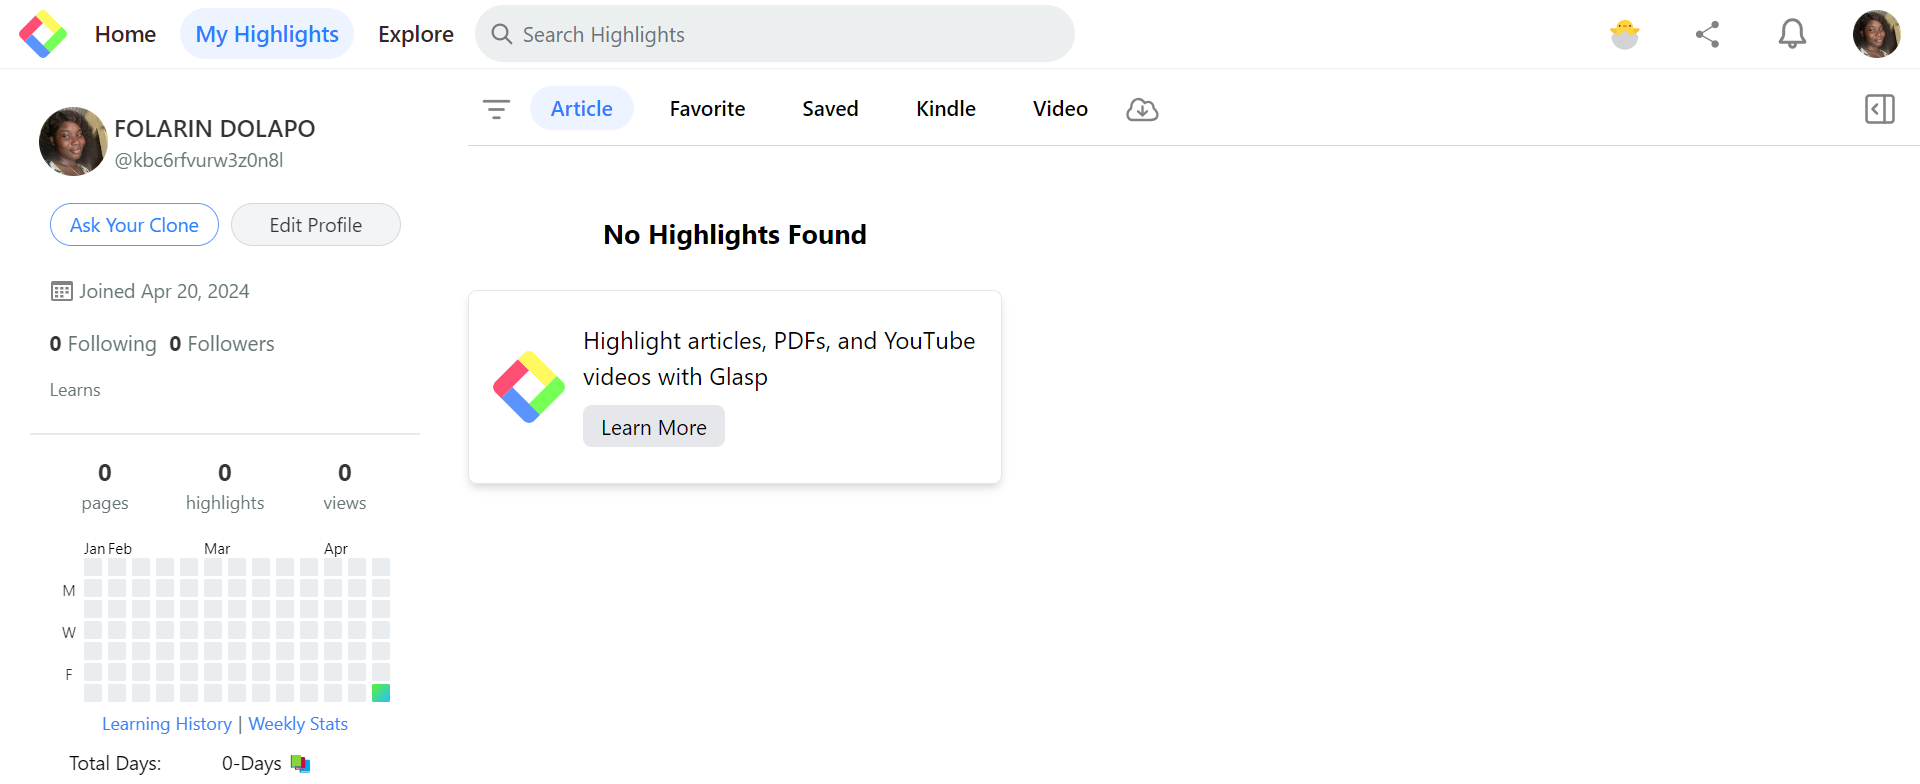 Home My Highlights Explore Search Highlights
FOLARIN DOLAPO
@kbc6rfvurw3z0n8l
Ask Your Clone Edit Profile
Joined Apr 20, 2024
0 Following 0 Followers
Learns
0 0 0
pages highlights views
Jan Feb Mar Apr
M
W
F
Learning History | Weekly Stats
Total Days: 0-Days
Article Favorite Saved Kindle Video
No Highlights Found
Highlight articles, PDFs, and YouTube
videos with Glasp
Learn More